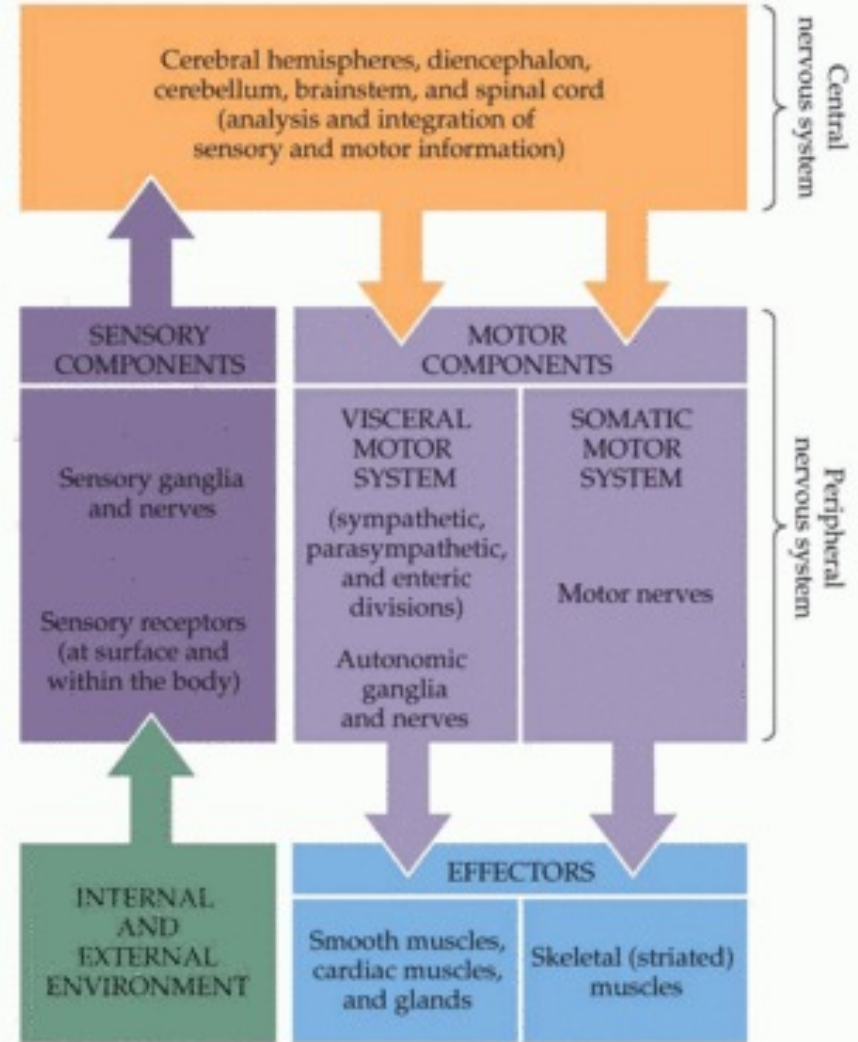 Cerebral hemispheres, diencephalon,
cerebellum, brainstem, and spinal cord
(analysis and integration of
sensory and motor information)
Central
nervous system
SENSORY
COMPONENTS
MOTOR
COMPONENTS
Sensory ganglia
and nerves
Sensory receptors
(at surface and
within the body)
VISCERAL
MOTOR
SYSTEM
(sympathetic,
parasympathetic,
and enteric
divisions)
Autonomic
ganglia
and nerves
SOMATIC
MOTOR
SYSTEM
Motor nerves
Peripheral
nervous system
INTERNAL
AND
EXTERNAL
ENVIRONMENT
EFFECTORS
Smooth muscles,
cardiac muscles,
and glands
Skeletal (striated)
muscles